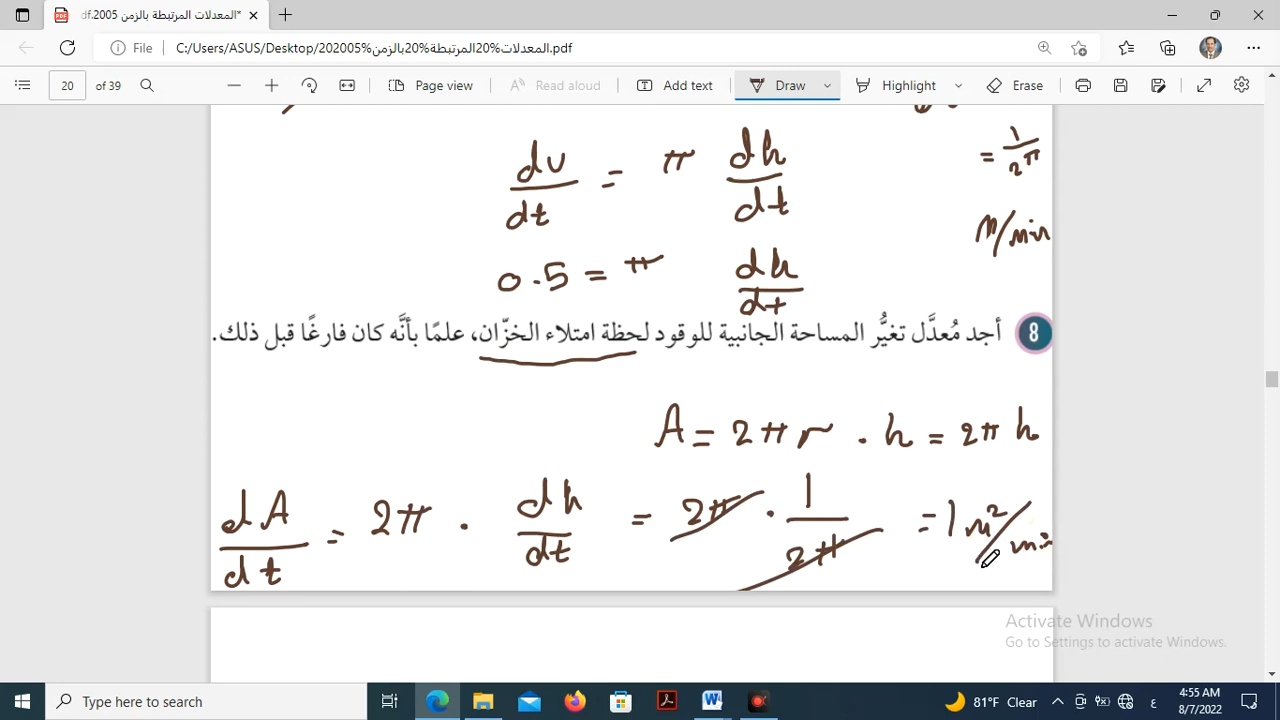 المعدلات المرتبطة بالزمن 2005.pdf*
File C:/Users/ASUS/Desktop/202005%المعدلات%20المرتبطة%20بالزمن.pdf
20 of 39 Page view Read aloud Add text Draw Highlight Erase
dv/dt = π dh/dt
= 1/2π
M/min
0.5 = π dh/dt
8 أجد مُعدَّل تغيُّر المساحة الجانبية للوقود لحظة امتلاء الخزّان، علمًا بأنَّه كان فارغًا قبل ذلك.
A = 2πr . h = 2π h
dA/dt = 2π . dh/dt = 2π . 1/2π = 1 m²/min
Activate Windows
Go to Settings to activate Windows.
Type here to search
81°F Clear
ع
4:55 AM
8/7/2022